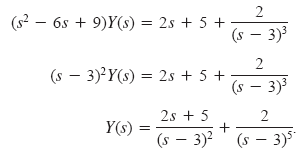 (s² − 6s + 9)Y(s) = 2s + 5 + 2/(s − 3)³
(s − 3)²Y(s) = 2s + 5 + 2/(s − 3)³
Y(s) = (2s + 5)/(s − 3)² + 2/(s − 3)⁵.